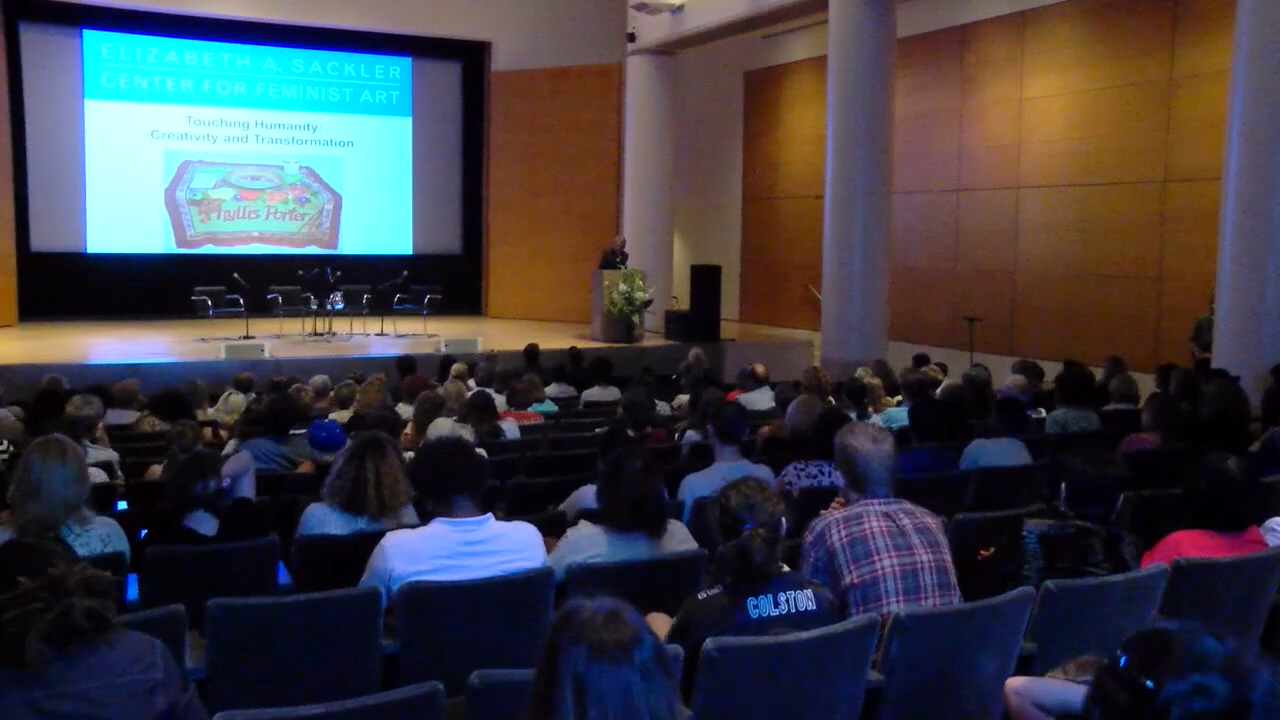 ELIZABETH A. SACKLER
CENTER FOR FEMINIST ART
Touching Humanity
Creativity and Transformation
Phyllis Porter
COLSTON